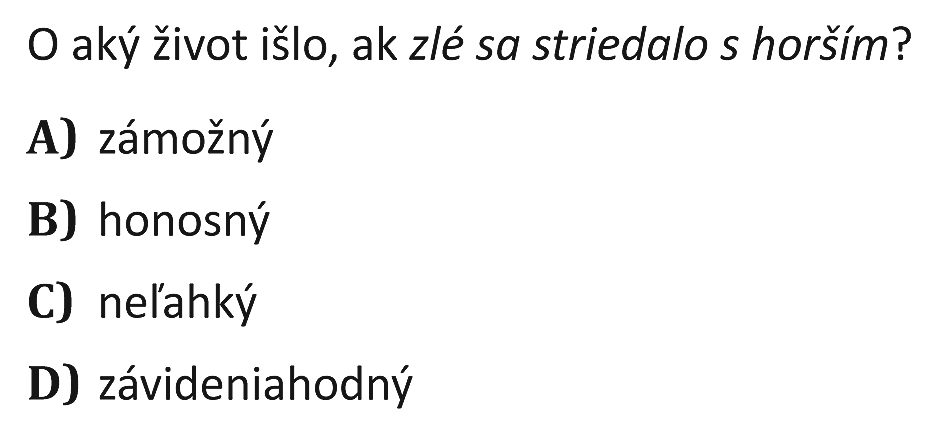 O aký život išlo, ak zlé sa striedalo s horším?
A) zámožný
B) honosný
C) neľahký
D) závideniahodný